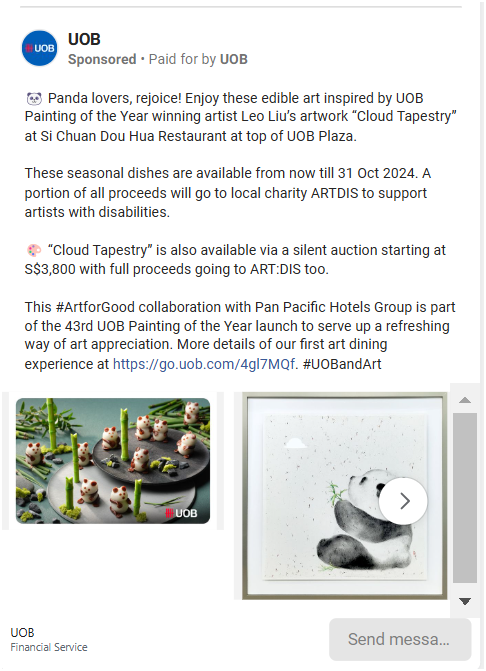 UOB
UOB
Sponsored • Paid for by UOB
🐼 Panda lovers, rejoice! Enjoy these edible art inspired by UOB
Painting of the Year winning artist Leo Liu’s artwork “Cloud Tapestry”
at Si Chuan Dou Hua Restaurant at top of UOB Plaza.
These seasonal dishes are available from now till 31 Oct 2024. A
portion of all proceeds will go to local charity ARTDIS to support
artists with disabilities.
🎨 “Cloud Tapestry” is also available via a silent auction starting at
S$3,800 with full proceeds going to ART:DIS too.
This #ArtforGood collaboration with Pan Pacific Hotels Group is part
of the 43rd UOB Painting of the Year launch to serve up a refreshing
way of art appreciation. More details of our first art dining
experience at https://go.uob.com/4gl7MQf. #UOBandArt
UOB
UOB
Financial Service
Send messa...